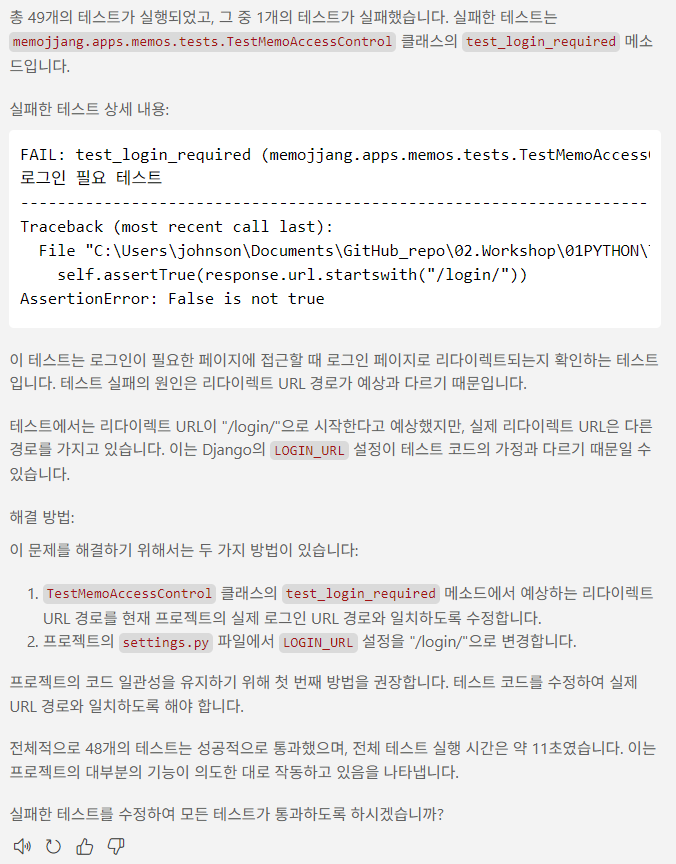 총 49개의 테스트가 실행되었고, 그 중 1개의 테스트가 실패했습니다. 실패한 테스트는
memojjang.apps.memos.tests.TestMemoAccessControl 클래스의 test_login_required 메소
드입니다.
실패한 테스트 상세 내용:
FAIL: test_login_required (memojjang.apps.memos.tests.TestMemoAccess
로그인 필요 테스트
----------------------------------------------------------------------
Traceback (most recent call last):
File "C:\Users\johnson\Documents\GitHub_repo\02.Workshop\01PYTHON\
self.assertTrue(response.url.startswith("/login/"))
AssertionError: False is not true
이 테스트는 로그인이 필요한 페이지에 접근할 때 로그인 페이지로 리다이렉트되는지 확인하는 테스트
입니다. 테스트 실패의 원인은 리다이렉트 URL 경로가 예상과 다르기 때문입니다.
테스트에서는 리다이렉트 URL이 "/login/"으로 시작한다고 예상했지만, 실제 리다이렉트 URL은 다른
경로를 가지고 있습니다. 이는 Django의 LOGIN_URL 설정이 테스트 코드의 가정과 다르기 때문일 수
있습니다.
해결 방법:
이 문제를 해결하기 위해서는 두 가지 방법이 있습니다:
1. TestMemoAccessControl 클래스의 test_login_required 메소드에서 예상하는 리다이렉트
URL 경로를 현재 프로젝트의 실제 로그인 URL 경로와 일치하도록 수정합니다.
2. 프로젝트의 settings.py 파일에서 LOGIN_URL 설정을 "/login/"으로 변경합니다.
프로젝트의 코드 일관성을 유지하기 위해 첫 번째 방법을 권장합니다. 테스트 코드를 수정하여 실제
URL 경로와 일치하도록 해야 합니다.
전체적으로 48개의 테스트는 성공적으로 통과했으며, 전체 테스트 실행 시간은 약 11초였습니다. 이는
프로젝트의 대부분의 기능이 의도한 대로 작동하고 있음을 나타냅니다.
실패한 테스트를 수정하여 모든 테스트가 통과하도록 하시겠습니까?